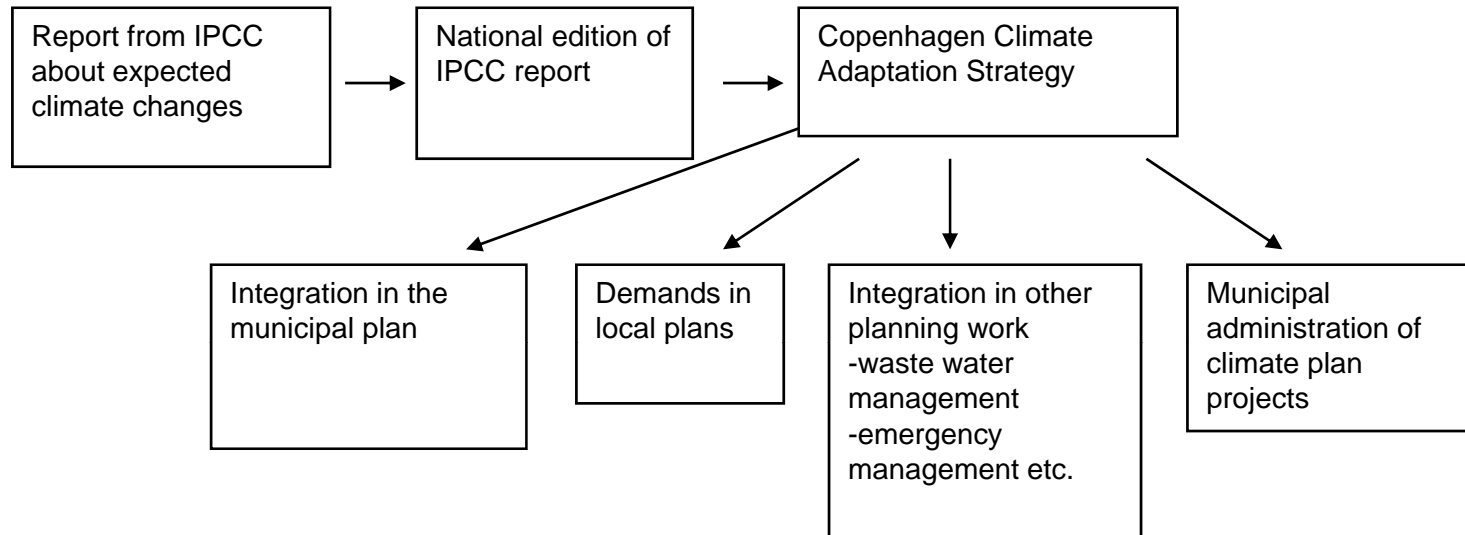 Report from IPCC
about expected
climate changes
National edition of
IPCC report
Copenhagen Climate
Adaptation Strategy
Integration in the
municipal plan
Demands in
local plans
Integration in other
planning work
-waste water
management
-emergency
management etc.
Municipal
administration of
climate plan
projects